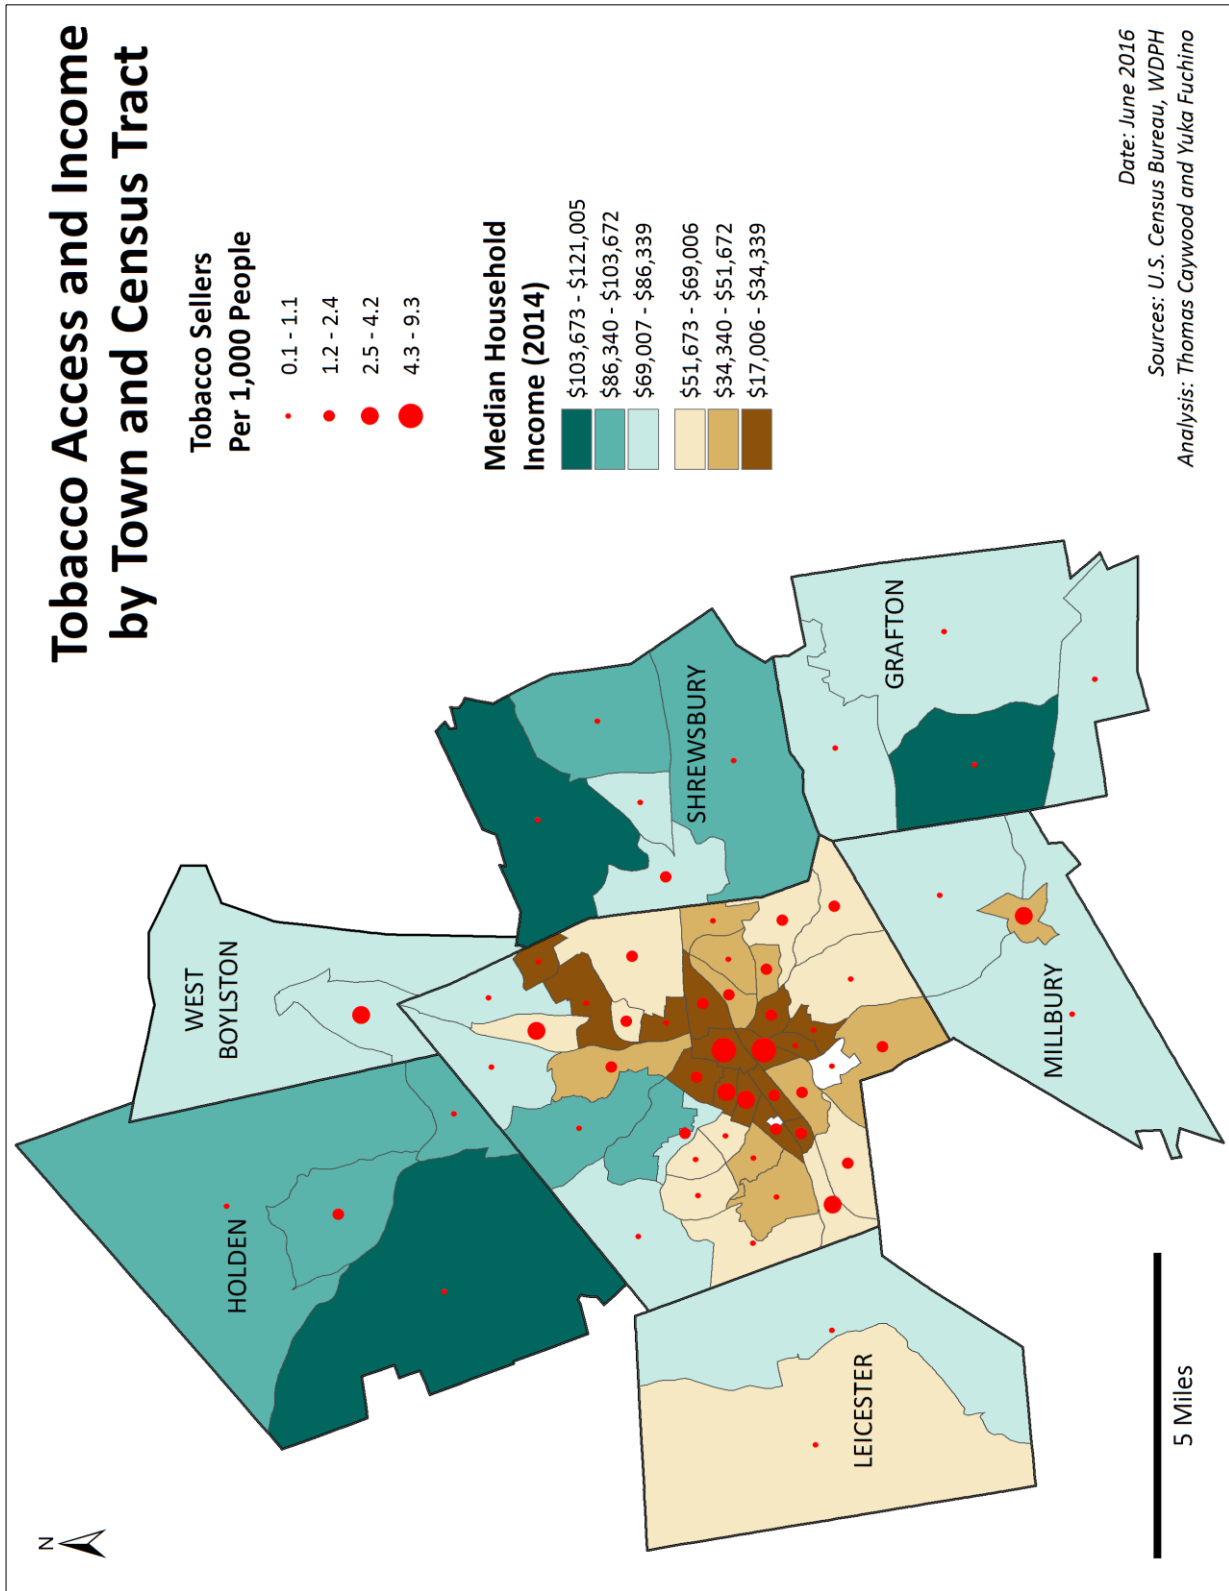 Tobacco Access and Income
by Town and Census Tract
Tobacco Sellers
Per 1,000 People
0.1 - 1.1
1.2 - 2.4
2.5 - 4.2
4.3 - 9.3
Median Household
Income (2014)
$103,673 - $121,005
$86,340 - $103,672
$69,007 - $86,339
$51,673 - $69,006
$34,340 - $51,672
$17,006 - $34,339
N
HOLDEN
WEST
BOYLSTON
SHREWSBURY
GRAFTON
MILLBURY
LEICESTER
5 Miles
Date: June 2016
Sources: U.S. Census Bureau, WDPH
Analysis: Thomas Caywood and Yuka Fuchino